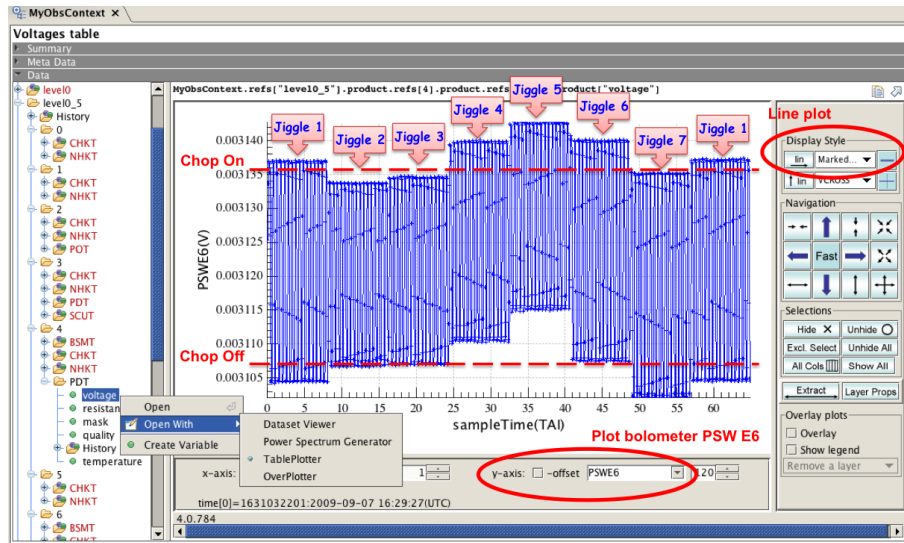 MyObsContext ×
Voltages table
Summary
Meta Data
Data
level0
level0_5
History
0
CHKT
NHKT
1
CHKT
NHKT
2
CHKT
NHKT
POT
3
CHKT
NHKT
PDT
SCUT
4
BSMT
CHKT
NHKT
PDT
voltage
resistan
mask
quality
History
temperature
5
CHKT
NHKT
6
BSMT
CHKT
Open
Open With
Create Variable
Dataset Viewer
Power Spectrum Generator
TablePlotter
OverPlotter
MyObsContext.refs["level0_5"].product.refs[4].product.refs
oduct["voltage"]
Jiggle 1
Jiggle 2
Jiggle 3
Jiggle 4
Jiggle 5
Jiggle 6
Jiggle 7
Jiggle 1
Chop On
Chop Off
PSWE6(V)
0.003140
0.003135
0.003130
0.003125
0.003120
0.003115
0.003110
0.003105
0 5 10 15 20 25 30 35 40 45 50 55 60
sampleTime(TAI)
Plot bolometer PSW E6
x-axis:
1
y-axis: -offset PSWE6
120
time[0]=1631032201:2009-09-07 16:29:27(UTC)
4.0.784
Line plot
Display Style
lin Marked...
lin VCROSS
Navigation
Fast
Selections
Hide Unhide
Excl. Select Unhide All
All Cols Show All
Extract Layer Props
Overlay plots
Overlay
Show legend
Remove a layer